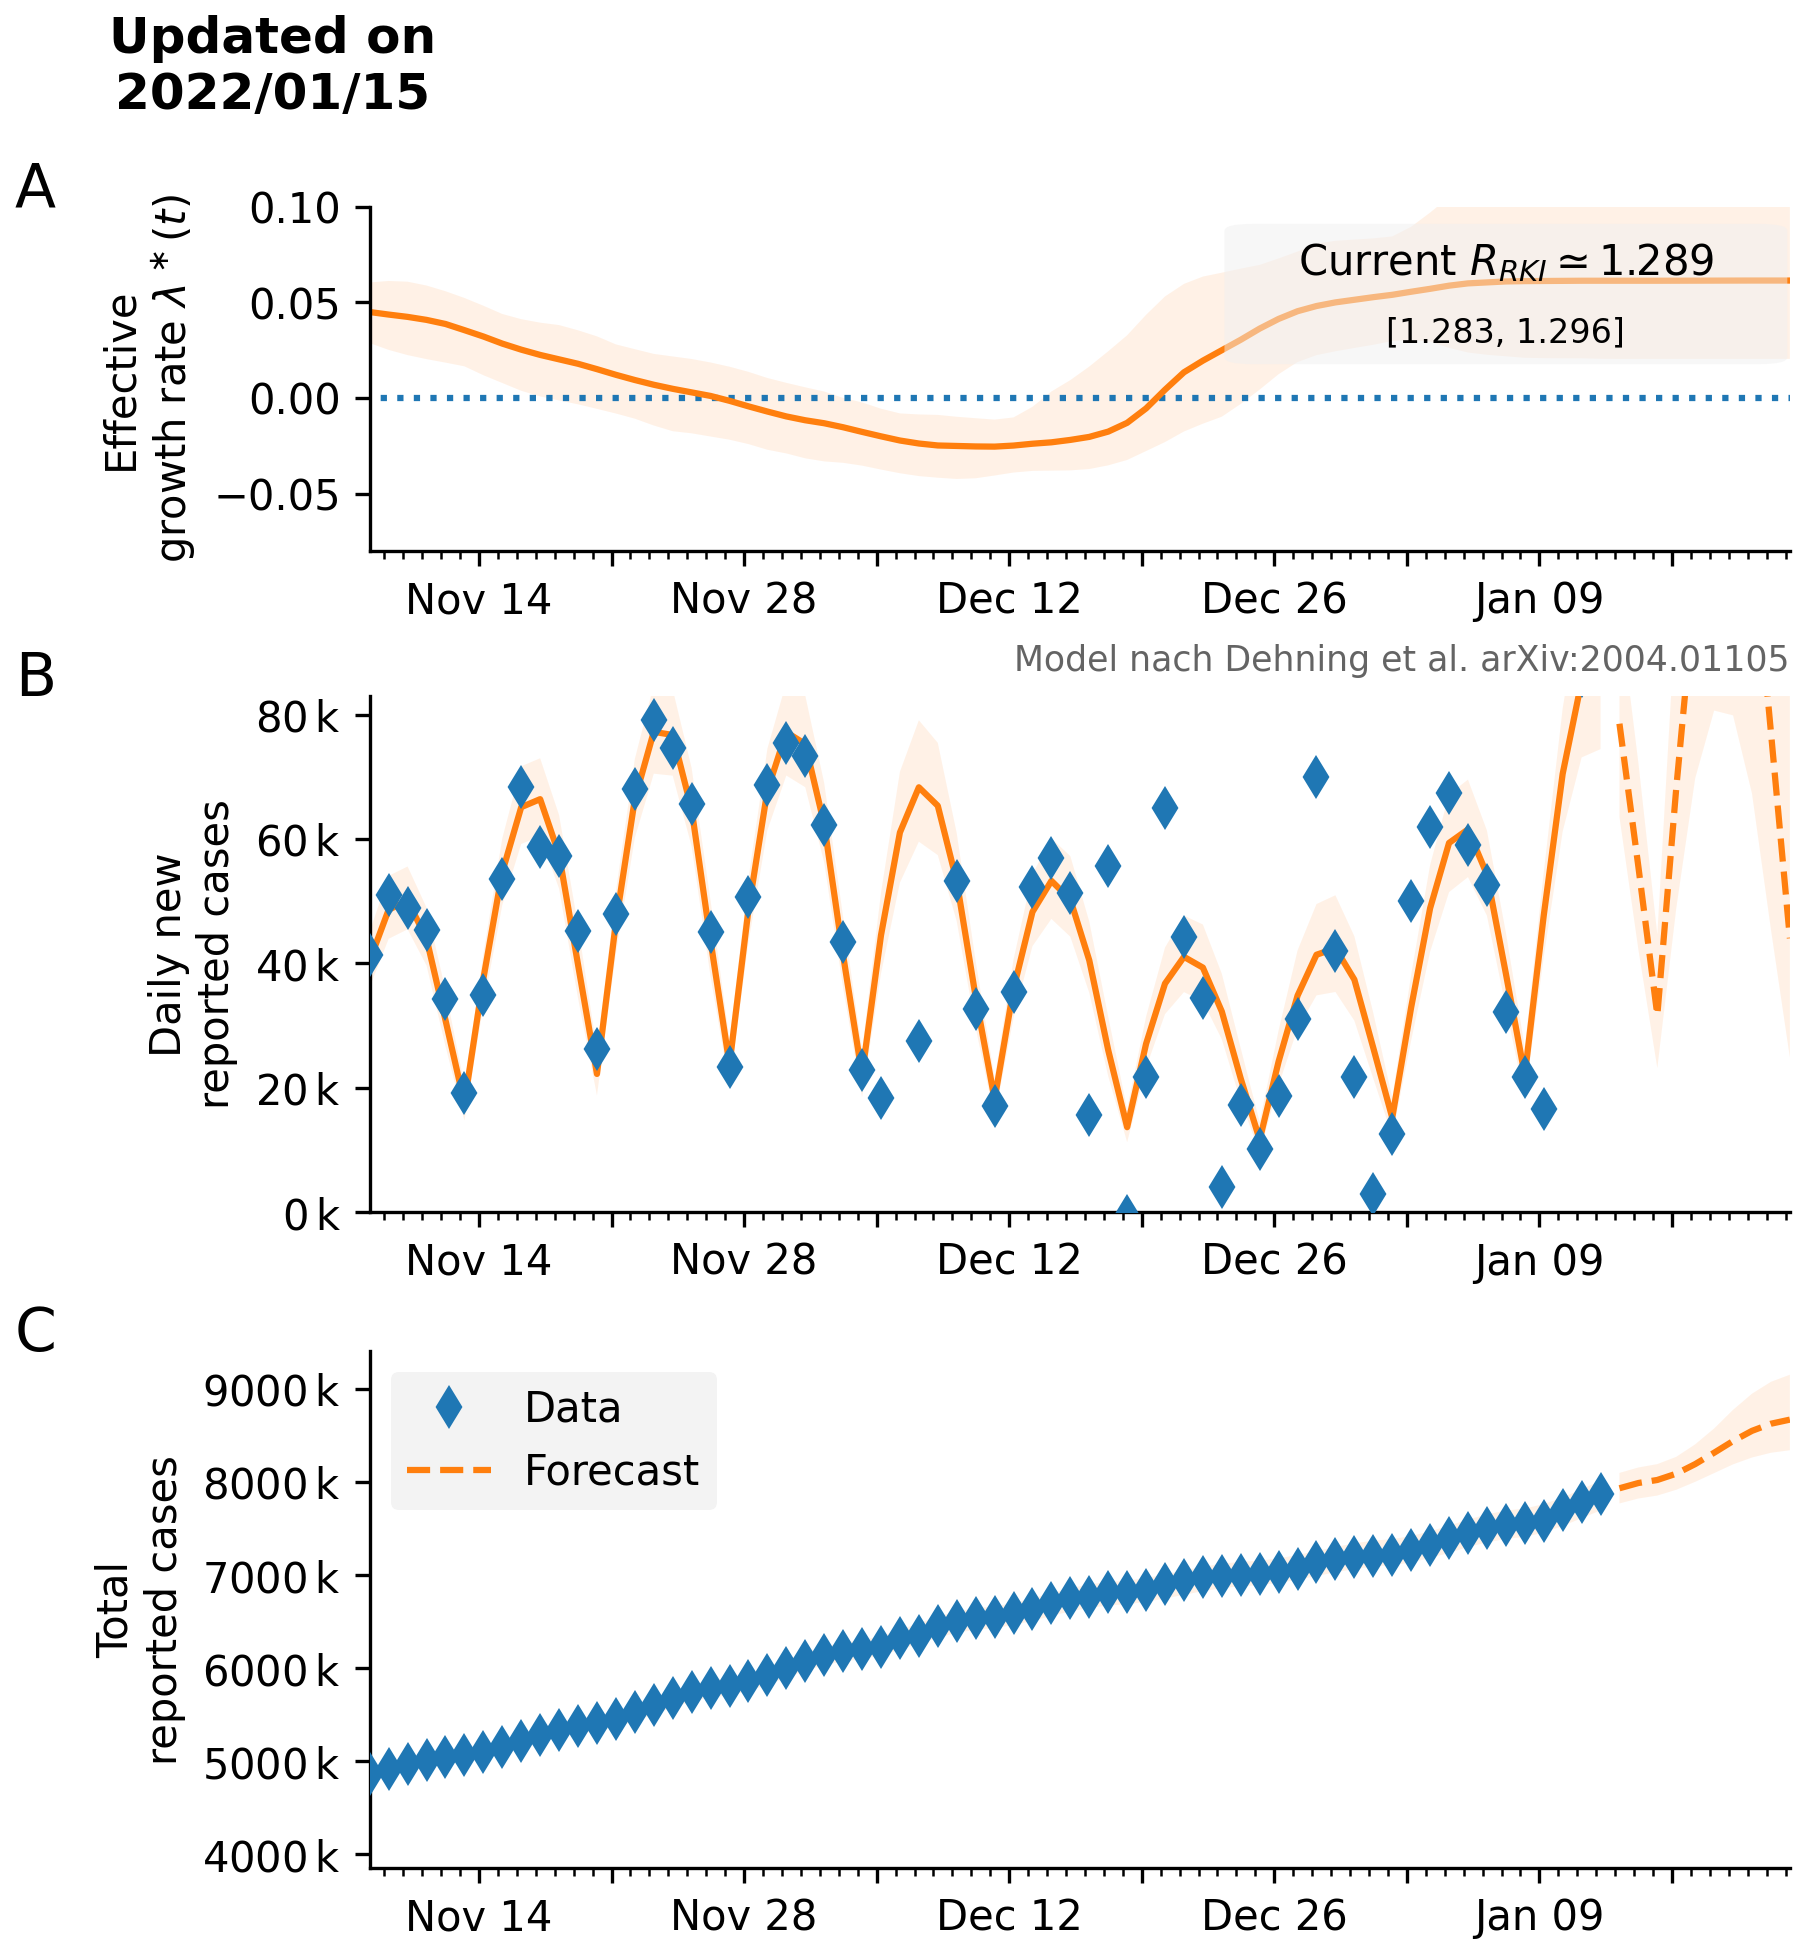 Updated on
2022/01/15
A
Effective
growth rate λ * (t)
0.10
0.05
0.00
−0.05
Current R_RKI ≃ 1.289
[1.283, 1.296]
Nov 14
Nov 28
Dec 12
Dec 26
Jan 09
B
Model nach Dehning et al. arXiv:2004.01105
Daily new
reported cases
80 k
60 k
40 k
20 k
0 k
Nov 14
Nov 28
Dec 12
Dec 26
Jan 09
C
Total
reported cases
9000 k
8000 k
7000 k
6000 k
5000 k
4000 k
Data
Forecast
Nov 14
Nov 28
Dec 12
Dec 26
Jan 09